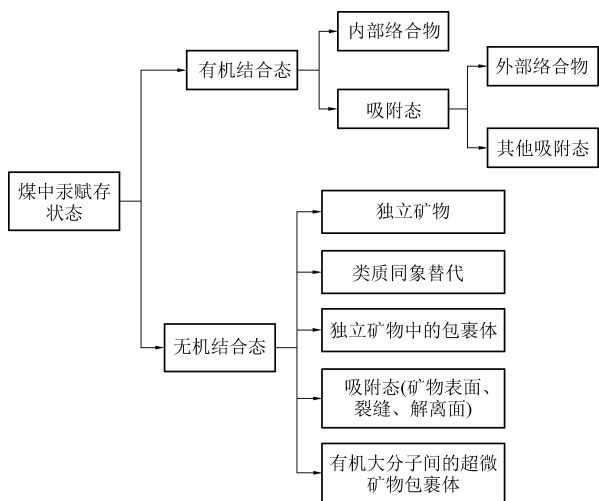 内部络合物
有机结合态
外部络合物
吸附态
其他吸附态
煤中汞赋存
状态
独立矿物
类质同象替代
独立矿物中的包裹体
无机结合态
吸附态(矿物表面、
裂缝、解离面)
有机大分子间的超微
矿物包裹体